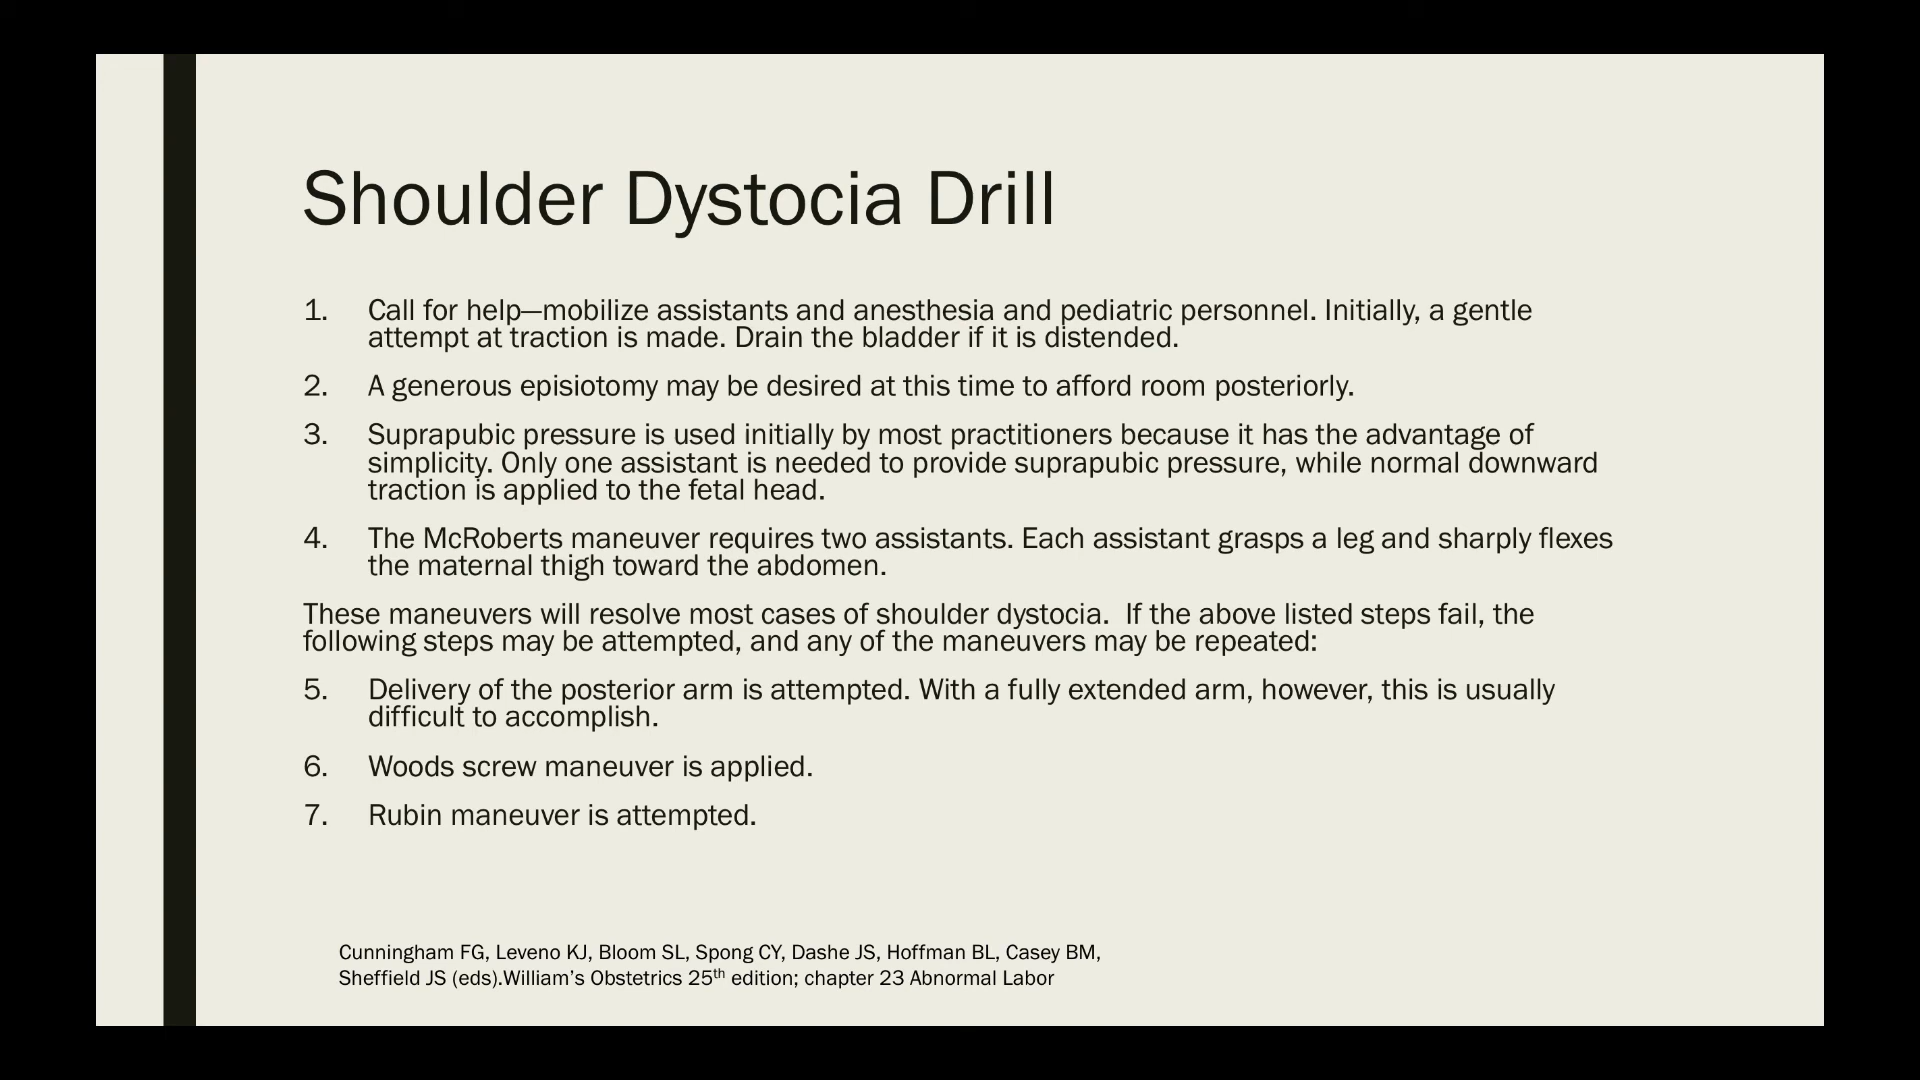 Shoulder Dystocia Drill
1. Call for help—mobilize assistants and anesthesia and pediatric personnel. Initially, a gentle
attempt at traction is made. Drain the bladder if it is distended.
2. A generous episiotomy may be desired at this time to afford room posteriorly.
3. Suprapubic pressure is used initially by most practitioners because it has the advantage of
simplicity. Only one assistant is needed to provide suprapubic pressure, while normal downward
traction is applied to the fetal head.
4. The McRoberts maneuver requires two assistants. Each assistant grasps a leg and sharply flexes
the maternal thigh toward the abdomen.
These maneuvers will resolve most cases of shoulder dystocia.  If the above listed steps fail, the
following steps may be attempted, and any of the maneuvers may be repeated:
5. Delivery of the posterior arm is attempted. With a fully extended arm, however, this is usually
difficult to accomplish.
6. Woods screw maneuver is applied.
7. Rubin maneuver is attempted.
Cunningham FG, Leveno KJ, Bloom SL, Spong CY, Dashe JS, Hoffman BL, Casey BM,
Sheffield JS (eds).William’s Obstetrics 25th edition; chapter 23 Abnormal Labor